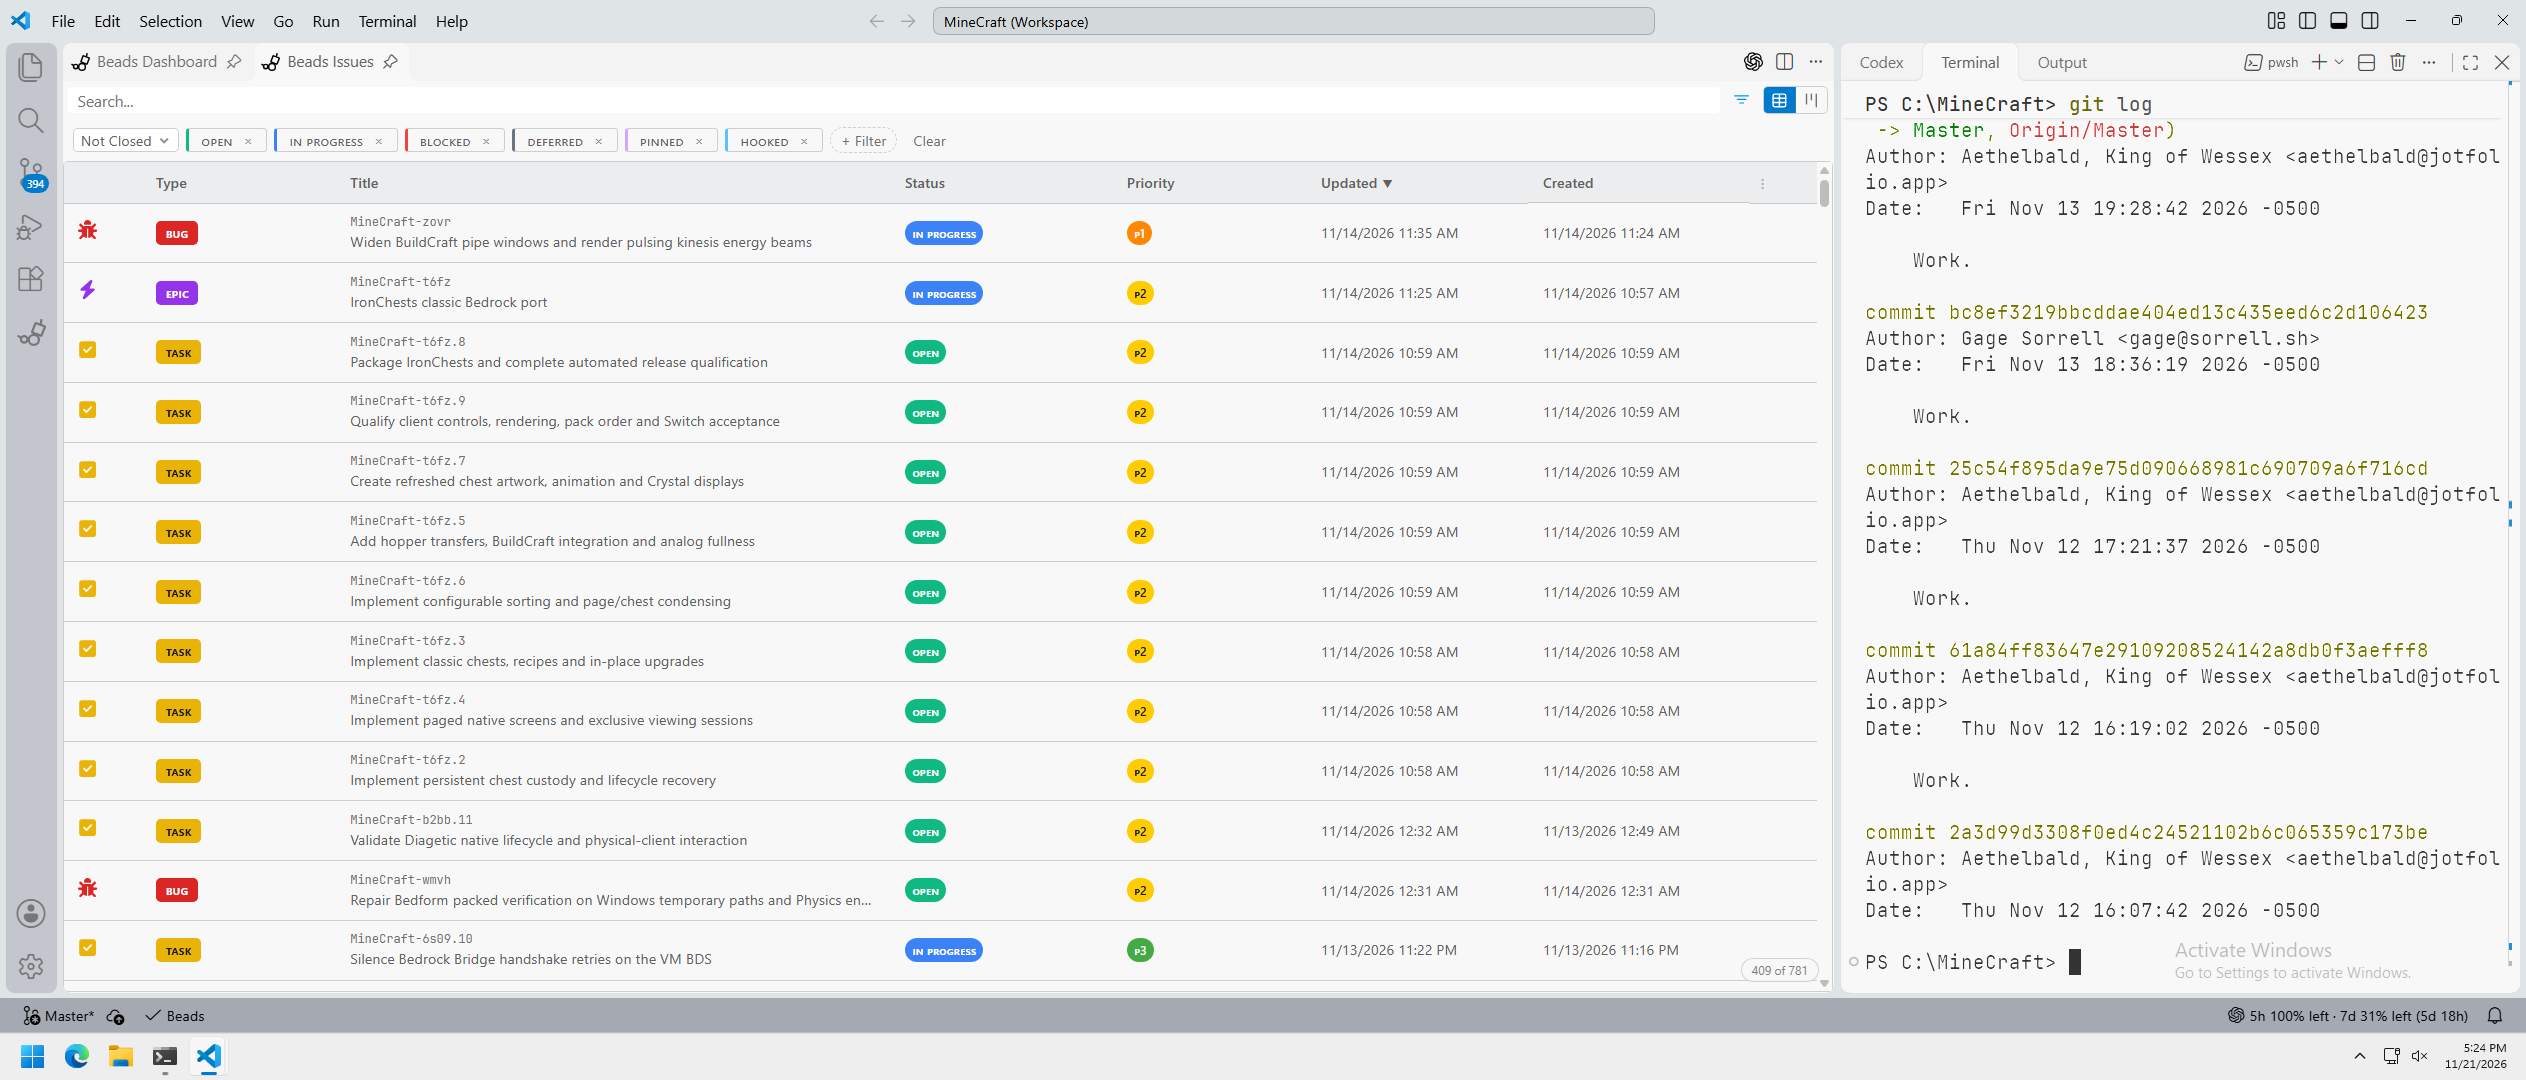 File Edit Selection View Go Run Terminal Help
MineCraft (Workspace)
Beads Dashboard
Beads Issues
Search...
Not Closed
OPEN ×
IN PROGRESS ×
BLOCKED ×
DEFERRED ×
PINNED ×
HOOKED ×
+ Filter
Clear
Type Title Status Priority Updated ▼ Created
MineCraft-zovr
BUG Widen BuildCraft pipe windows and render pulsing kinesis energy beams IN PROGRESS P1 11/14/2026 11:35 AM 11/14/2026 11:24 AM
MineCraft-t6fz
EPIC IronChests classic Bedrock port IN PROGRESS P2 11/14/2026 11:25 AM 11/14/2026 10:57 AM
MineCraft-t6fz.8
TASK Package IronChests and complete automated release qualification OPEN P2 11/14/2026 10:59 AM 11/14/2026 10:59 AM
MineCraft-t6fz.9
TASK Qualify client controls, rendering, pack order and Switch acceptance OPEN P2 11/14/2026 10:59 AM 11/14/2026 10:59 AM
MineCraft-t6fz.7
TASK Create refreshed chest artwork, animation and Crystal displays OPEN P2 11/14/2026 10:59 AM 11/14/2026 10:59 AM
MineCraft-t6fz.5
TASK Add hopper transfers, BuildCraft integration and analog fullness OPEN P2 11/14/2026 10:59 AM 11/14/2026 10:59 AM
MineCraft-t6fz.6
TASK Implement configurable sorting and page/chest condensing OPEN P2 11/14/2026 10:59 AM 11/14/2026 10:59 AM
MineCraft-t6fz.3
TASK Implement classic chests, recipes and in-place upgrades OPEN P2 11/14/2026 10:58 AM 11/14/2026 10:58 AM
MineCraft-t6fz.4
TASK Implement paged native screens and exclusive viewing sessions OPEN P2 11/14/2026 10:58 AM 11/14/2026 10:58 AM
MineCraft-t6fz.2
TASK Implement persistent chest custody and lifecycle recovery OPEN P2 11/14/2026 10:58 AM 11/14/2026 10:58 AM
MineCraft-b2bb.11
TASK Validate Diagetic native lifecycle and physical-client interaction OPEN P2 11/14/2026 12:32 AM 11/13/2026 12:49 AM
MineCraft-wmvh
BUG Repair Bedform packed verification on Windows temporary paths and Physics en... OPEN P2 11/14/2026 12:31 AM 11/14/2026 12:31 AM
MineCraft-6s09.10
TASK Silence Bedrock Bridge handshake retries on the VM BDS IN PROGRESS P3 11/13/2026 11:22 PM 11/13/2026 11:16 PM
409 of 781
394
Codex Terminal Output
pwsh
PS C:\MineCraft> git log
-> Master, Origin/Master)
Author: Aethelbald, King of Wessex <aethelbald@jotfol
io.app>
Date:   Fri Nov 13 19:28:42 2026 -0500
Work.
commit bc8ef3219bbcddae404ed13c435eed6c2d106423
Author: Gage Sorrell <gage@sorrell.sh>
Date:   Fri Nov 13 18:36:19 2026 -0500
Work.
commit 25c54f895da9e75d090668981c690709a6f716cd
Author: Aethelbald, King of Wessex <aethelbald@jotfol
io.app>
Date:   Thu Nov 12 17:21:37 2026 -0500
Work.
commit 61a84ff83647e29109208524142a8db0f3aefff8
Author: Aethelbald, King of Wessex <aethelbald@jotfol
io.app>
Date:   Thu Nov 12 16:19:02 2026 -0500
Work.
commit 2a3d99d3308f0ed4c24521102b6c065359c173be
Author: Aethelbald, King of Wessex <aethelbald@jotfol
io.app>
Date:   Thu Nov 12 16:07:42 2026 -0500
PS C:\MineCraft>
Activate Windows
Go to Settings to activate Windows.
Master*
Beads
5h 100% left · 7d 31% left (5d 18h)
5:24 PM
11/21/2026